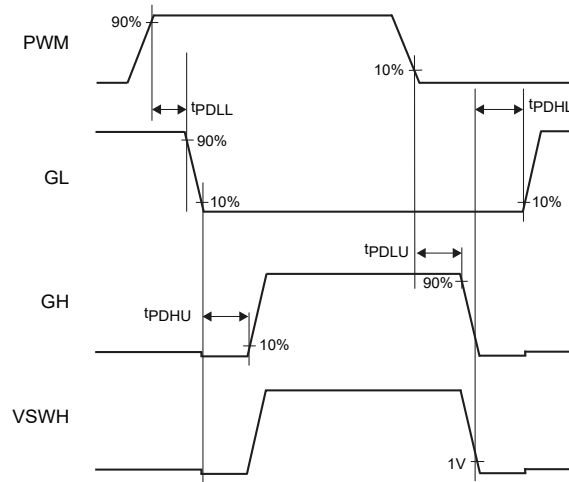 PWM
90%
10%
tPDLL
tPDHL
GL
90%
10%
10%
tPDLU
GH
90%
tPDHU
10%
VSWH
1V